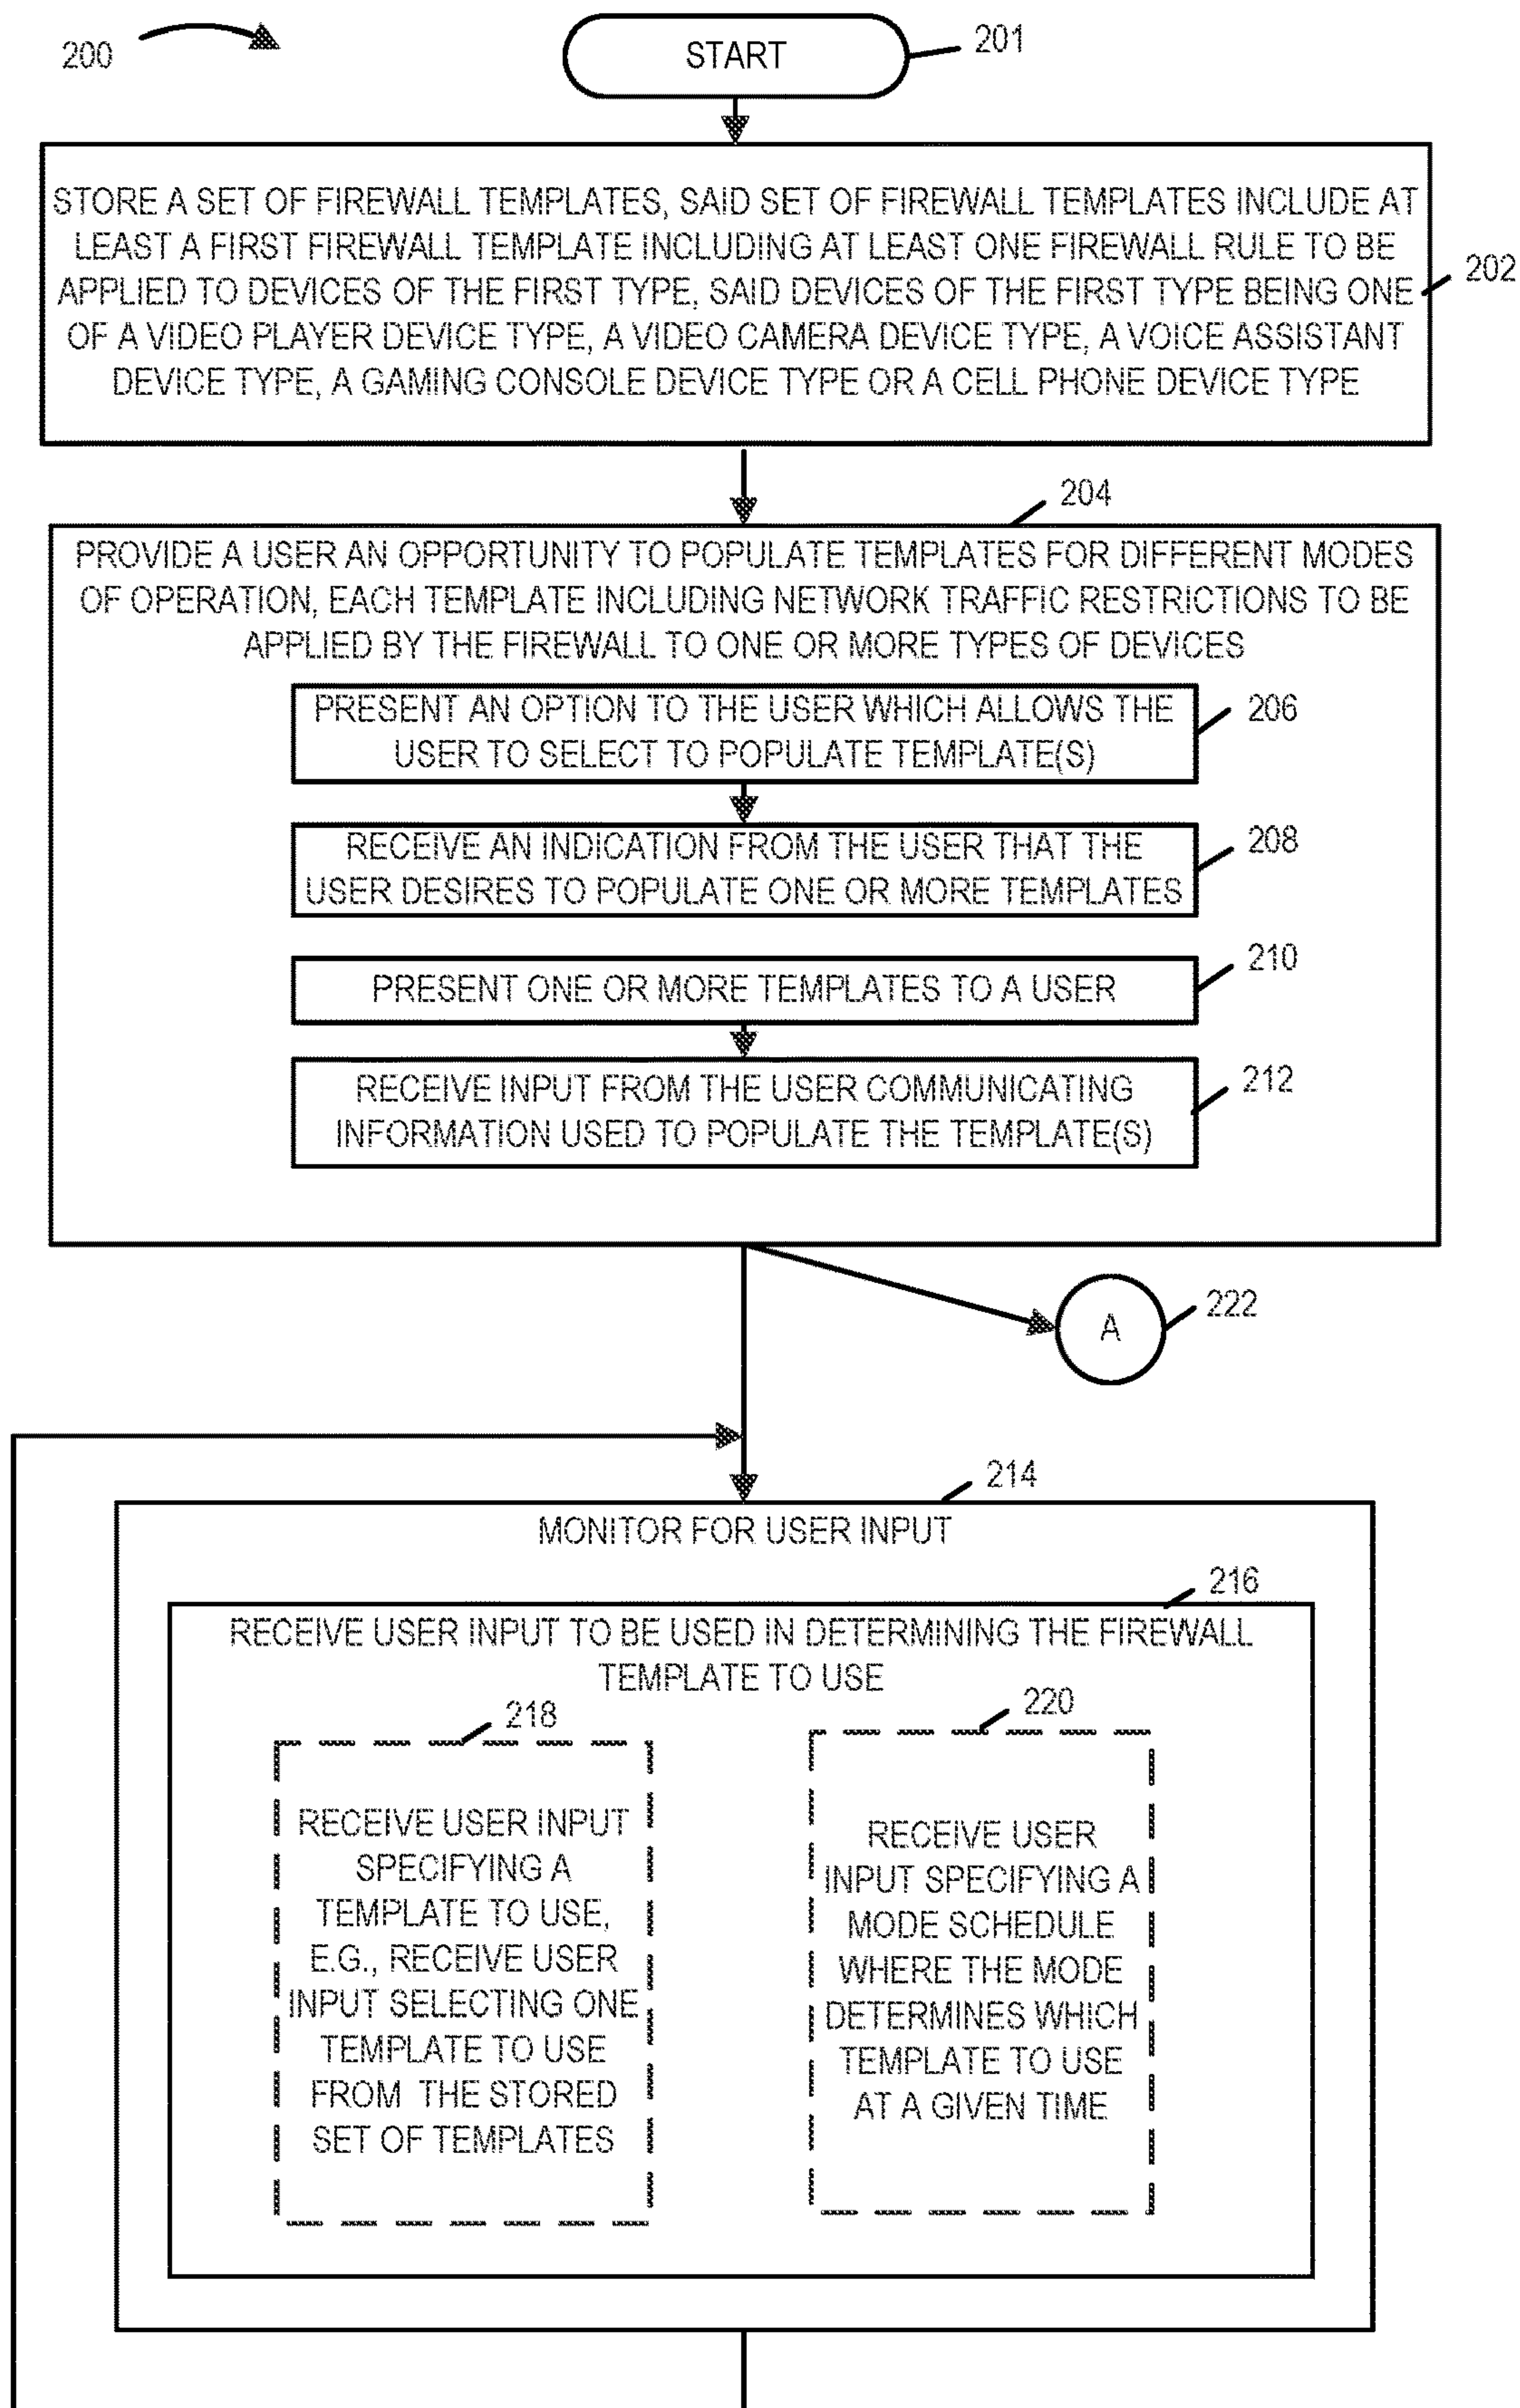 200
START
201
STORE A SET OF FIREWALL TEMPLATES, SAID SET OF FIREWALL TEMPLATES INCLUDE AT
LEAST A FIRST FIREWALL TEMPLATE INCLUDING AT LEAST ONE FIREWALL RULE TO BE
APPLIED TO DEVICES OF THE FIRST TYPE, SAID DEVICES OF THE FIRST TYPE BEING ONE
OF A VIDEO PLAYER DEVICE TYPE, A VIDEO CAMERA DEVICE TYPE, A VOICE ASSISTANT
DEVICE TYPE, A GAMING CONSOLE DEVICE TYPE OR A CELL PHONE DEVICE TYPE
202
204
PROVIDE A USER AN OPPORTUNITY TO POPULATE TEMPLATES FOR DIFFERENT MODES
OF OPERATION, EACH TEMPLATE INCLUDING NETWORK TRAFFIC RESTRICTIONS TO BE
APPLIED BY THE FIREWALL TO ONE OR MORE TYPES OF DEVICES
PRESENT AN OPTION TO THE USER WHICH ALLOWS THE
USER TO SELECT TO POPULATE TEMPLATE(S)
206
RECEIVE AN INDICATION FROM THE USER THAT THE
USER DESIRES TO POPULATE ONE OR MORE TEMPLATES
208
PRESENT ONE OR MORE TEMPLATES TO A USER
210
RECEIVE INPUT FROM THE USER COMMUNICATING
INFORMATION USED TO POPULATE THE TEMPLATE(S)
212
A
222
214
MONITOR FOR USER INPUT
216
RECEIVE USER INPUT TO BE USED IN DETERMINING THE FIREWALL
TEMPLATE TO USE
218
RECEIVE USER INPUT
SPECIFYING A
TEMPLATE TO USE,
E.G., RECEIVE USER
INPUT SELECTING ONE
TEMPLATE TO USE
FROM THE STORED
SET OF TEMPLATES
220
RECEIVE USER
INPUT SPECIFYING A
MODE SCHEDULE
WHERE THE MODE
DETERMINES WHICH
TEMPLATE TO USE
AT A GIVEN TIME